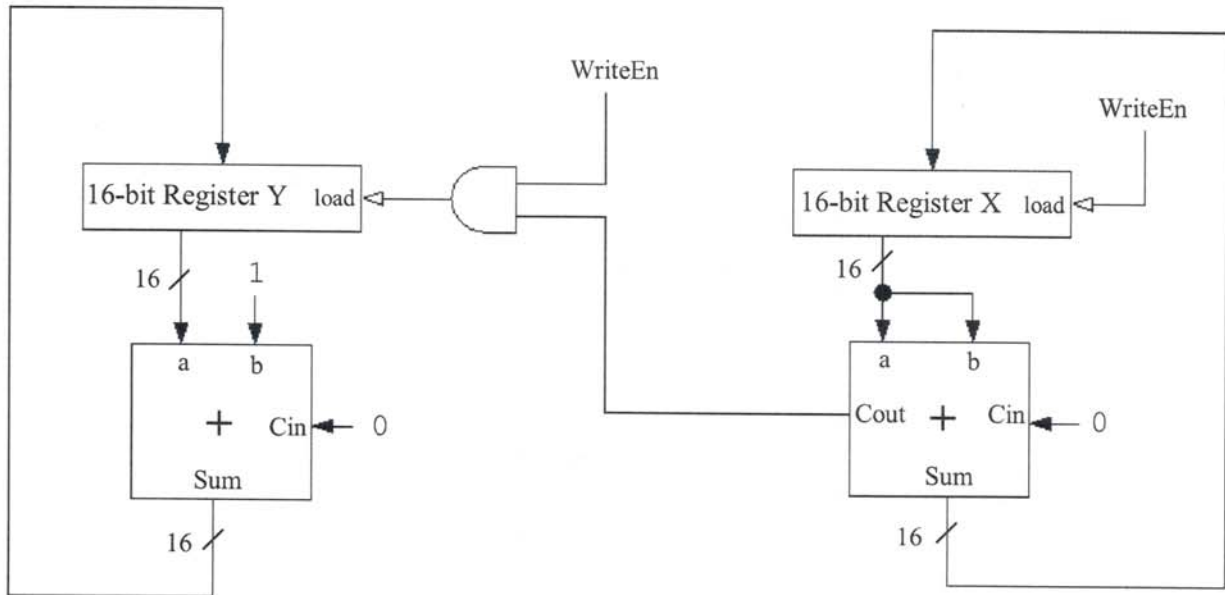 WriteEn
WriteEn
16-bit Register Y load
16-bit Register X load
16
1
16
a b
a b
+ Cin 0
Cout + Cin 0
Sum
Sum
16
16